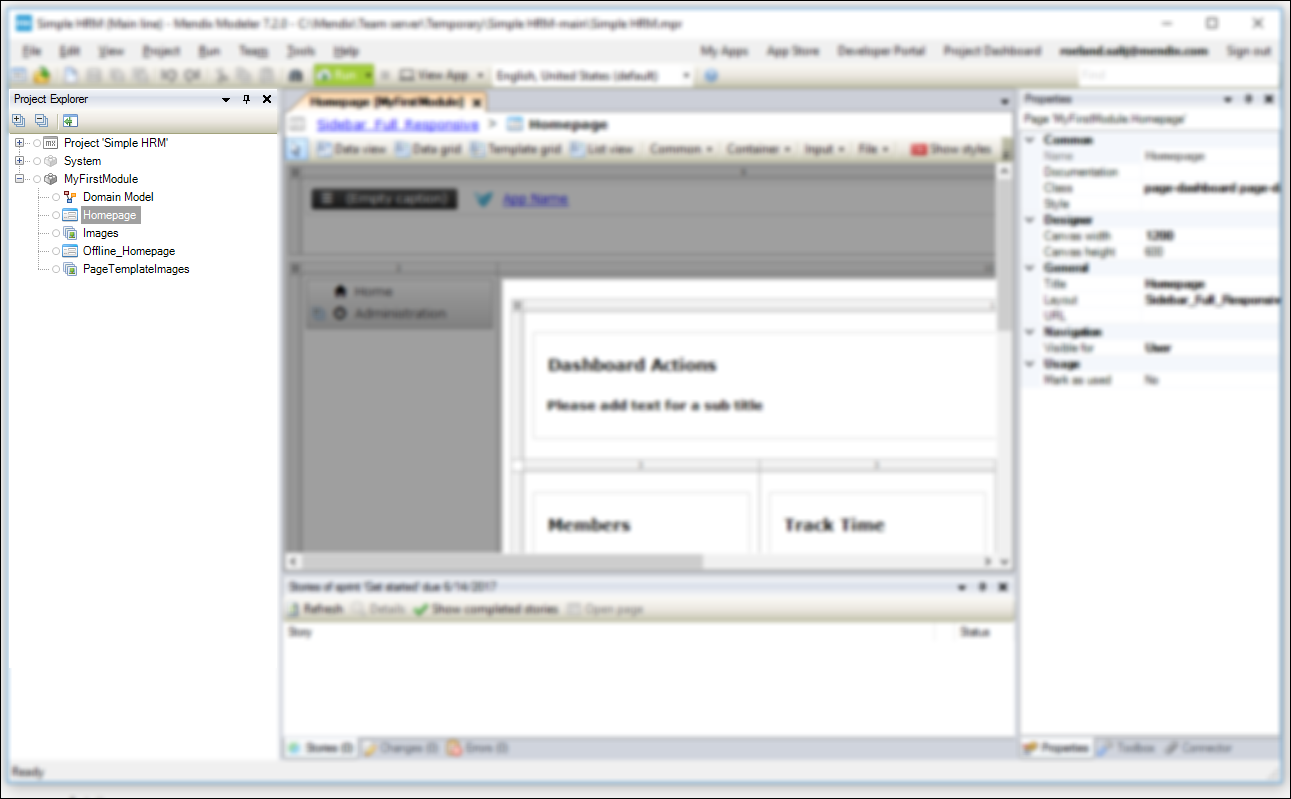 Simple HRM (Main line) - Mendix Modeler 7.2.0 - C:\Mendix\Team server\Temporary\Simple HRM-main\Simple HRM.mpr
File Edit View Project Run Team Tools Help My Apps App Store Developer Portal Project Dashboard Sign out
Run View App English, United States (default) Find
Project Explorer
Project 'Simple HRM'
System
MyFirstModule
Domain Model
Homepage
Images
Offline_Homepage
PageTemplateImages
Homepage [MyFirstModule]
Sidebar_Full_Responsive > Homepage
Data view Data grid Template grid List view Common Container Input File Show styles
(Empty caption) App Name
Home
Administration
Dashboard Actions
Please add text for a sub title
Members Track Time
Stories of sprint 'Get started' due 6/14/2017
Refresh Details Show completed stories Open page
Story Status
Stories (0) Changes (0) Errors (0)
Properties
Page 'MyFirstModule.Homepage'
Common
Name Homepage
Documentation
Class page-dashboard page-d
Style
Designer
Canvas width 1200
Canvas height 600
General
Title Homepage
Layout Sidebar_Full_Responsive
URL
Navigation
Visible for User
Usage
Mark as used No
Properties Toolbox Connector
Ready